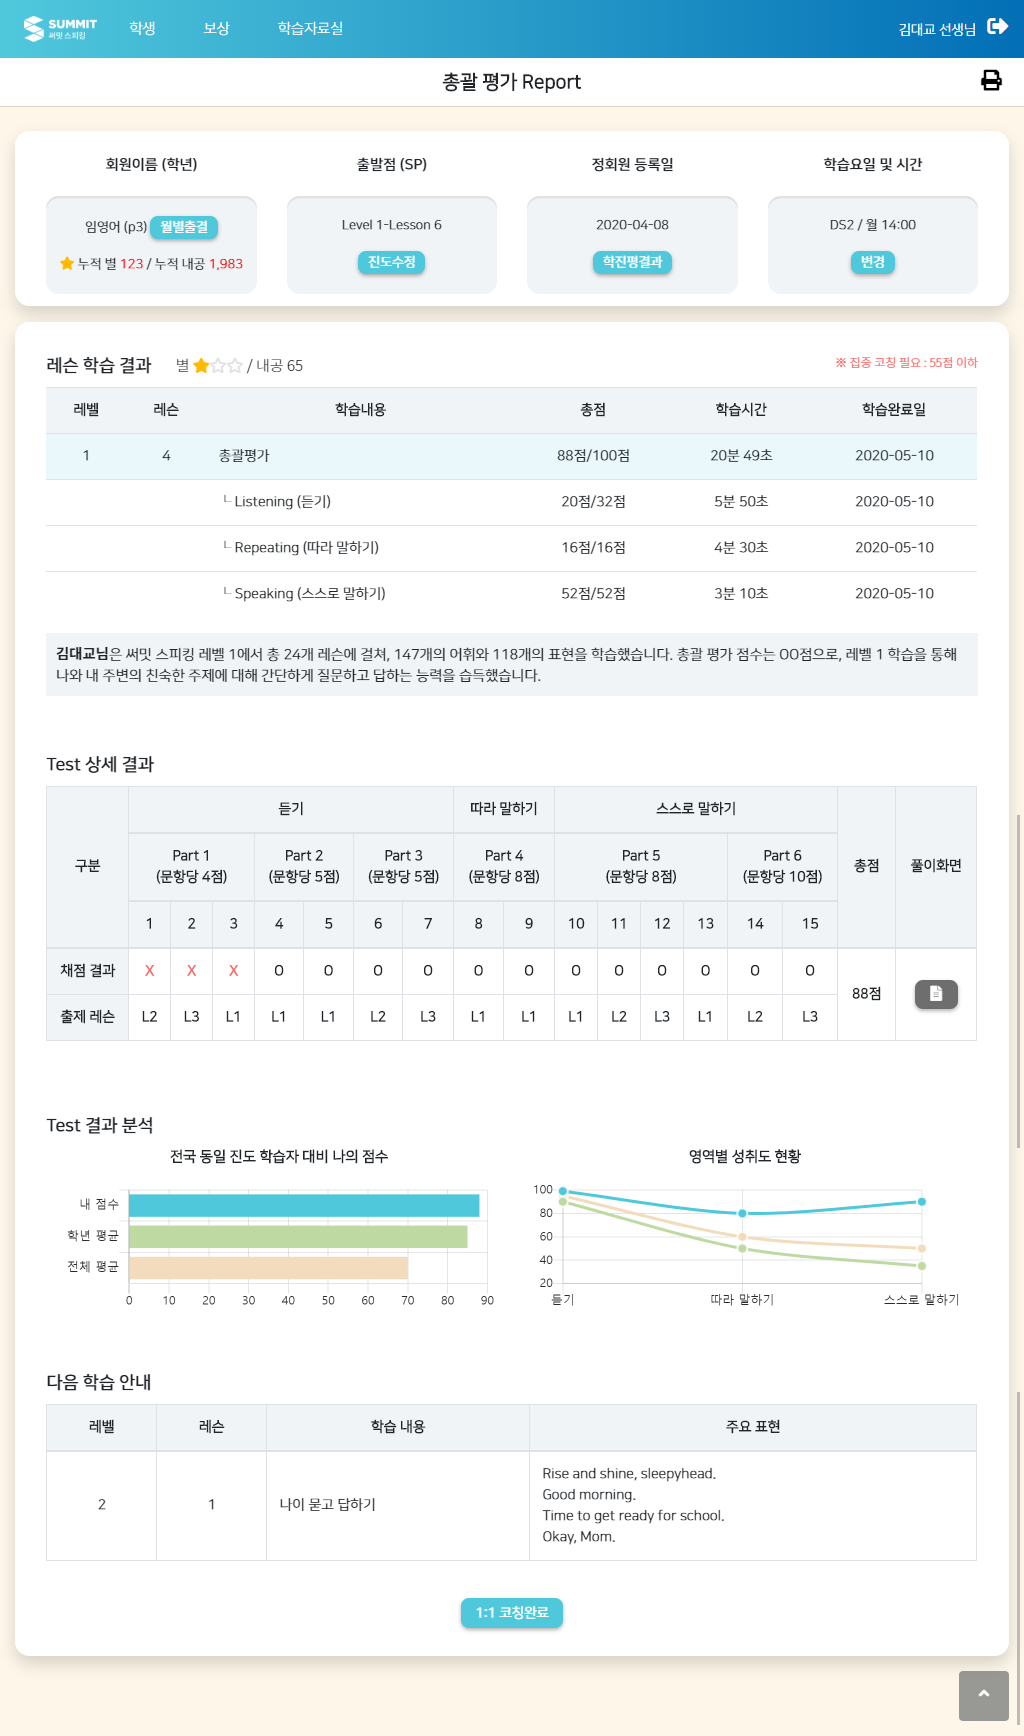 SUMMIT
써밋 스피킹
학생 보상 학습자료실
김대교 선생님
총괄 평가 Report
회원이름 (학년) 출발점 (SP) 정회원 등록일 학습요일 및 시간
임영어 (p3) 월별출결
누적 별 123 / 누적 내공 1,983
Level 1-Lesson 6
진도수정
2020-04-08
학진평결과
DS2 / 월 14:00
변경
레슨 학습 결과 별 / 내공 65
※ 집중 코칭 필요 : 55점 이하
레벨 레슨 학습내용 총점 학습시간 학습완료일
1 4 총괄평가 88점/100점 20분 49초 2020-05-10
└ Listening (듣기) 20점/32점 5분 50초 2020-05-10
└ Repeating (따라 말하기) 16점/16점 4분 30초 2020-05-10
└ Speaking (스스로 말하기) 52점/52점 3분 10초 2020-05-10
김대교님은 써밋 스피킹 레벨 1에서 총 24개 레슨에 걸쳐, 147개의 어휘와 118개의 표현을 학습했습니다. 총괄 평가 점수는 OO점으로, 레벨 1 학습을 통해
나와 내 주변의 친숙한 주제에 대해 간단하게 질문하고 답하는 능력을 습득했습니다.
Test 상세 결과
구분 듣기 따라 말하기 스스로 말하기 총점 풀이화면
Part 1 Part 2 Part 3 Part 4 Part 5 Part 6
(문항당 4점) (문항당 5점) (문항당 5점) (문항당 8점) (문항당 8점) (문항당 10점)
1 2 3 4 5 6 7 8 9 10 11 12 13 14 15
채점 결과 X X X O O O O O O O O O O O O
88점
출제 레슨 L2 L3 L1 L1 L1 L2 L3 L1 L1 L1 L2 L3 L1 L2 L3
Test 결과 분석
전국 동일 진도 학습자 대비 나의 점수
내 점수
학년 평균
전체 평균
0 10 20 30 40 50 60 70 80 90
영역별 성취도 현황
100
80
60
40
20
듣기 따라 말하기 스스로 말하기
다음 학습 안내
레벨 레슨 학습 내용 주요 표현
2 1 나이 묻고 답하기
Rise and shine, sleepyhead.
Good morning.
Time to get ready for school.
Okay, Mom.
1:1 코칭완료